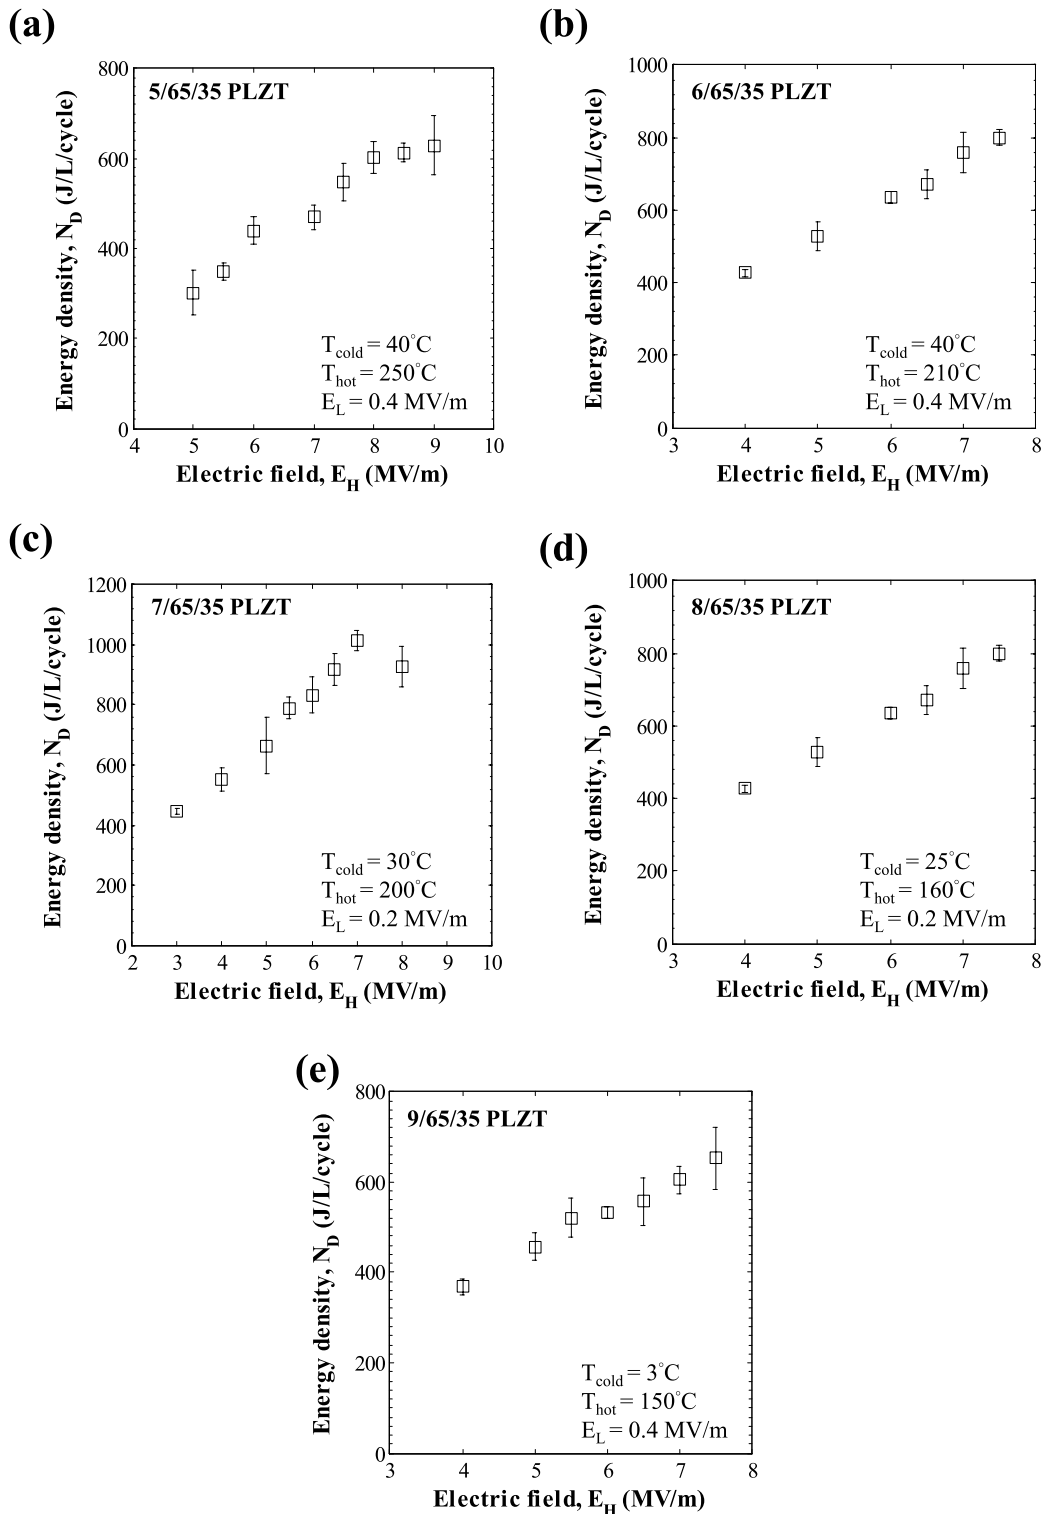 (a)
5/65/35 PLZT
800
600
400
200
0
4 5 6 7 8 9 10
Energy density, N_D (J/L/cycle)
T_cold = 40°C
T_hot = 250°C
E_L = 0.4 MV/m
Electric field, E_H (MV/m)
(b)
6/65/35 PLZT
1000
800
600
400
200
0
3 4 5 6 7 8
Energy density, N_D (J/L/cycle)
T_cold = 40°C
T_hot = 210°C
E_L = 0.4 MV/m
Electric field, E_H (MV/m)
(c)
7/65/35 PLZT
1200
1000
800
600
400
200
0
2 3 4 5 6 7 8 9 10
Energy density, N_D (J/L/cycle)
T_cold = 30°C
T_hot = 200°C
E_L = 0.2 MV/m
Electric field, E_H (MV/m)
(d)
8/65/35 PLZT
1000
800
600
400
200
0
3 4 5 6 7 8
Energy density, N_D (J/L/cycle)
T_cold = 25°C
T_hot = 160°C
E_L = 0.2 MV/m
Electric field, E_H (MV/m)
(e)
9/65/35 PLZT
800
600
400
200
0
3 4 5 6 7 8
Energy density, N_D (J/L/cycle)
T_cold = 3°C
T_hot = 150°C
E_L = 0.4 MV/m
Electric field, E_H (MV/m)